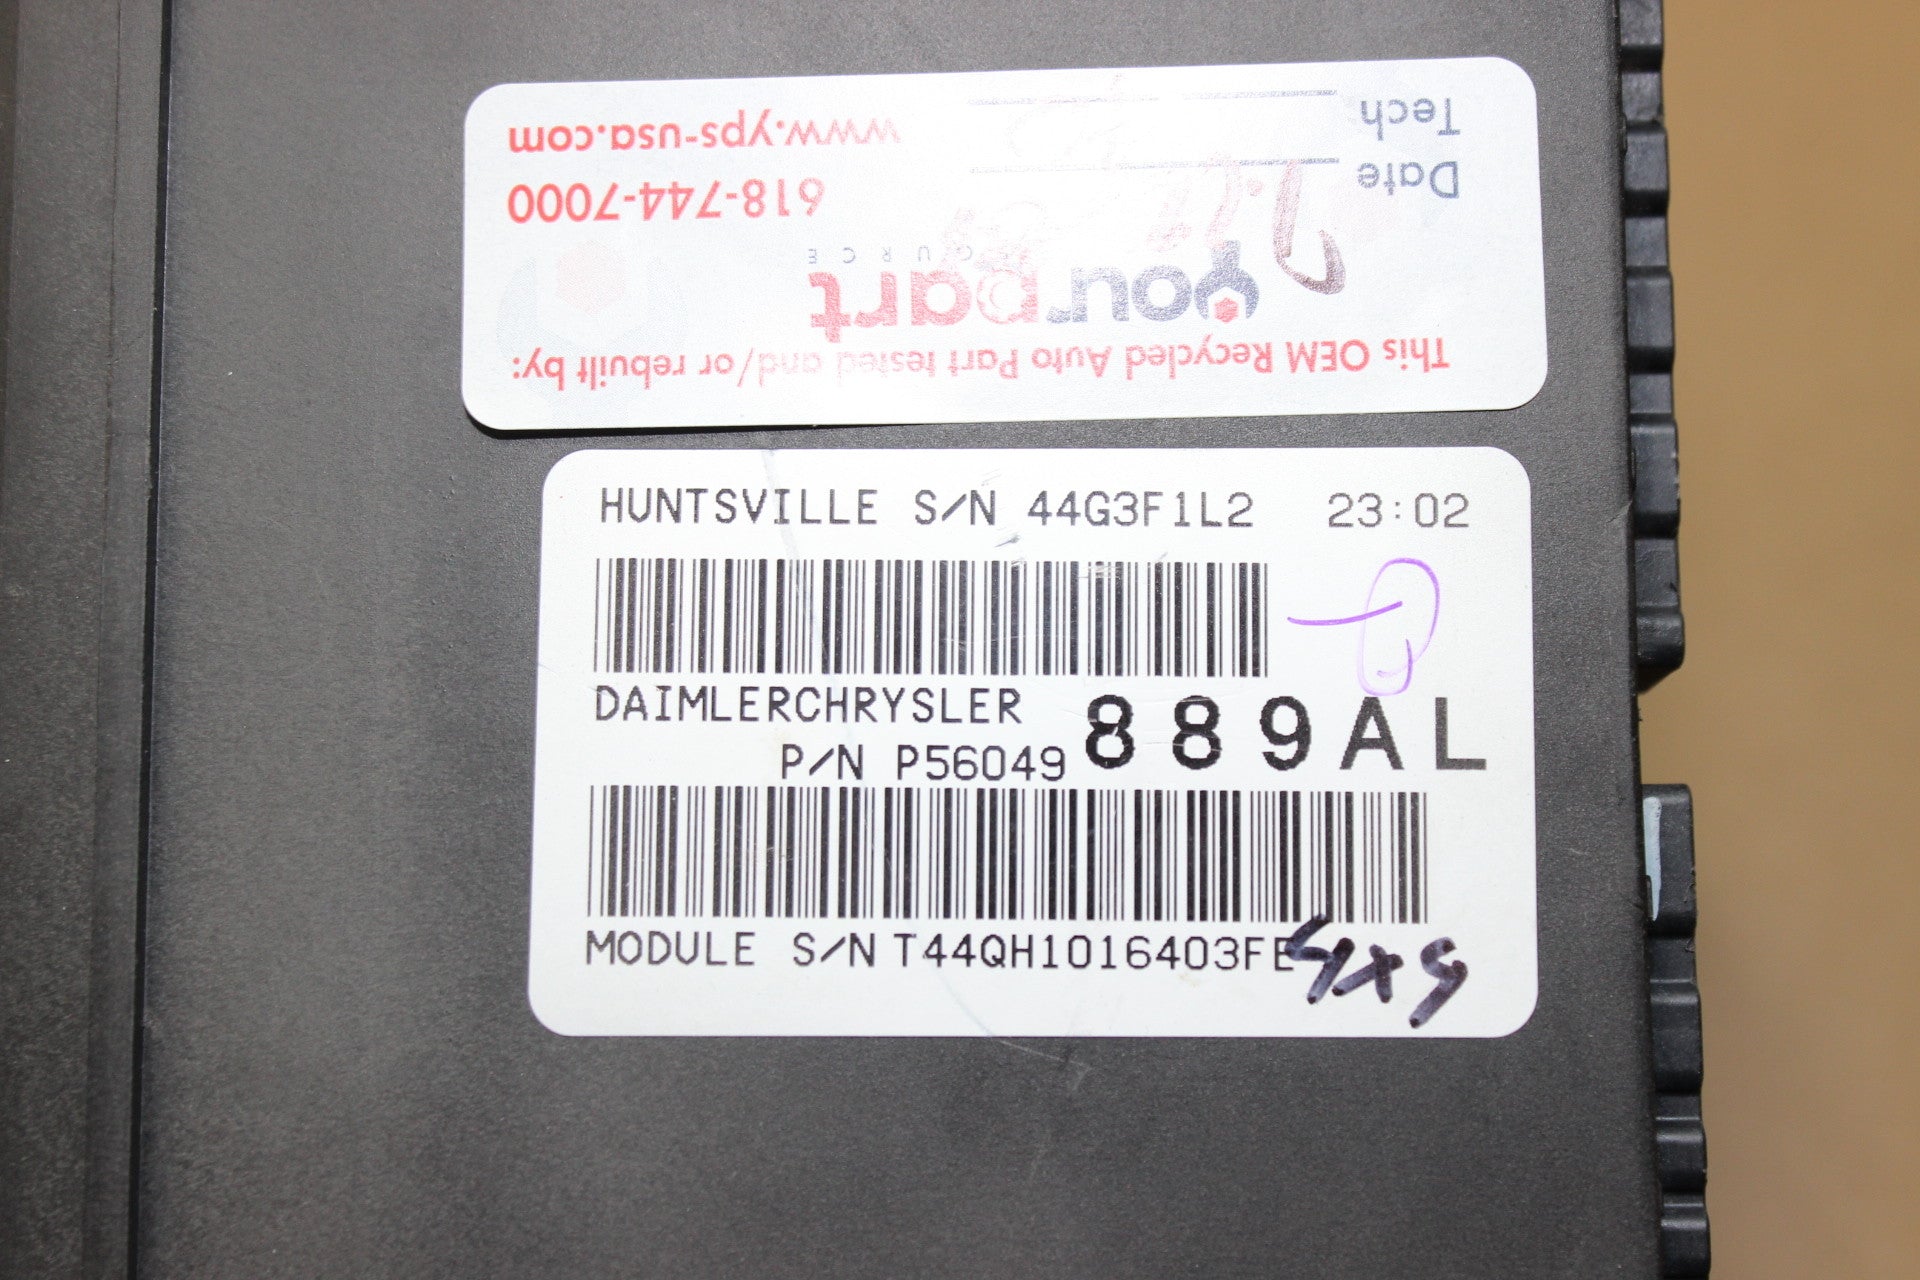 This OEM Recycled Auto Part tested and/or rebuilt by:
yourpart
SOURCE
618-744-7000
www.yps-usa.com
Date
Tech.
HUNTSVILLE S/N 44G3F1L2 23:02
DAIMLERCHRYSLER
P/N P56049 889AL
MODULE S/N T44QH1016403FE
4x4